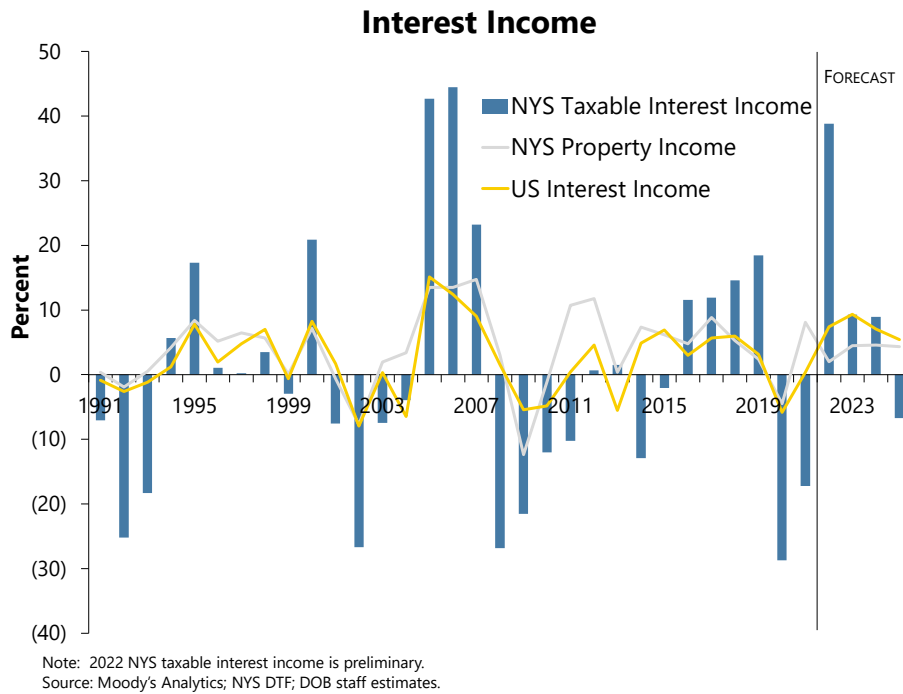 Interest Income
50
FORECAST
40
NYS Taxable Interest Income
NYS Property Income
30
US Interest Income
20
10
0
1991 1995 1999 2003 2007 2011 2015 2019 2023
(10)
(20)
(30)
(40)
Percent
Note: 2022 NYS taxable interest income is preliminary.
Source: Moody's Analytics; NYS DTF; DOB staff estimates.